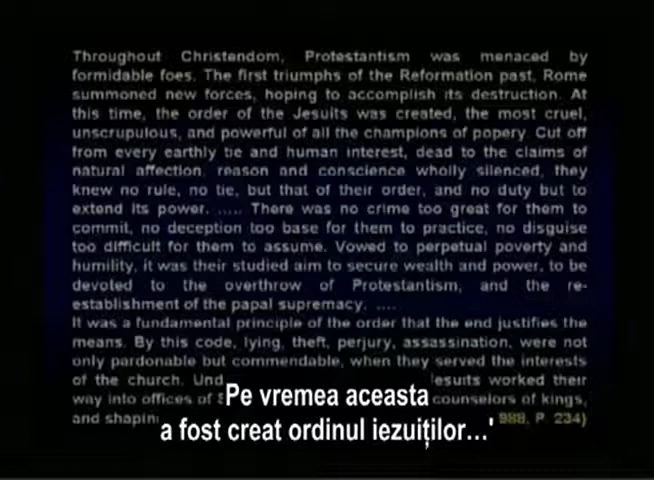 Throughout Christendom, Protestantism was menaced by
formidable foes. The first triumphs of the Reformation past, Rome
summoned new forces, hoping to accomplish its destruction. At
this time, the order of the Jesuits was created, the most cruel,
unscrupulous, and powerful of all the champions of popery. Cut off
from every earthly tie and human interest, dead to the claims of
natural affection, reason and conscience wholly silenced, they
knew no rule, no tie, but that of their order, and no duty but to
extend its power. ..... There was no crime too great for them to
commit, no deception too base for them to practice, no disguise
too difficult for them to assume. Vowed to perpetual poverty and
humility, it was their studied aim to secure wealth and power, to be
devoted to the overthrow of Protestantism, and the re-
establishment of the papal supremacy. ....
It was a fundamental principle of the order that the end justifies the
means. By this code, lying, theft, perjury, assassination, were not
only pardonable but commendable, when they served the interests
of the church. Und esuits worked their
way into offices of counselors of kings,
and shapin 988, P. 234)
Pe vremea aceasta
a fost creat ordinul iezuiților...'